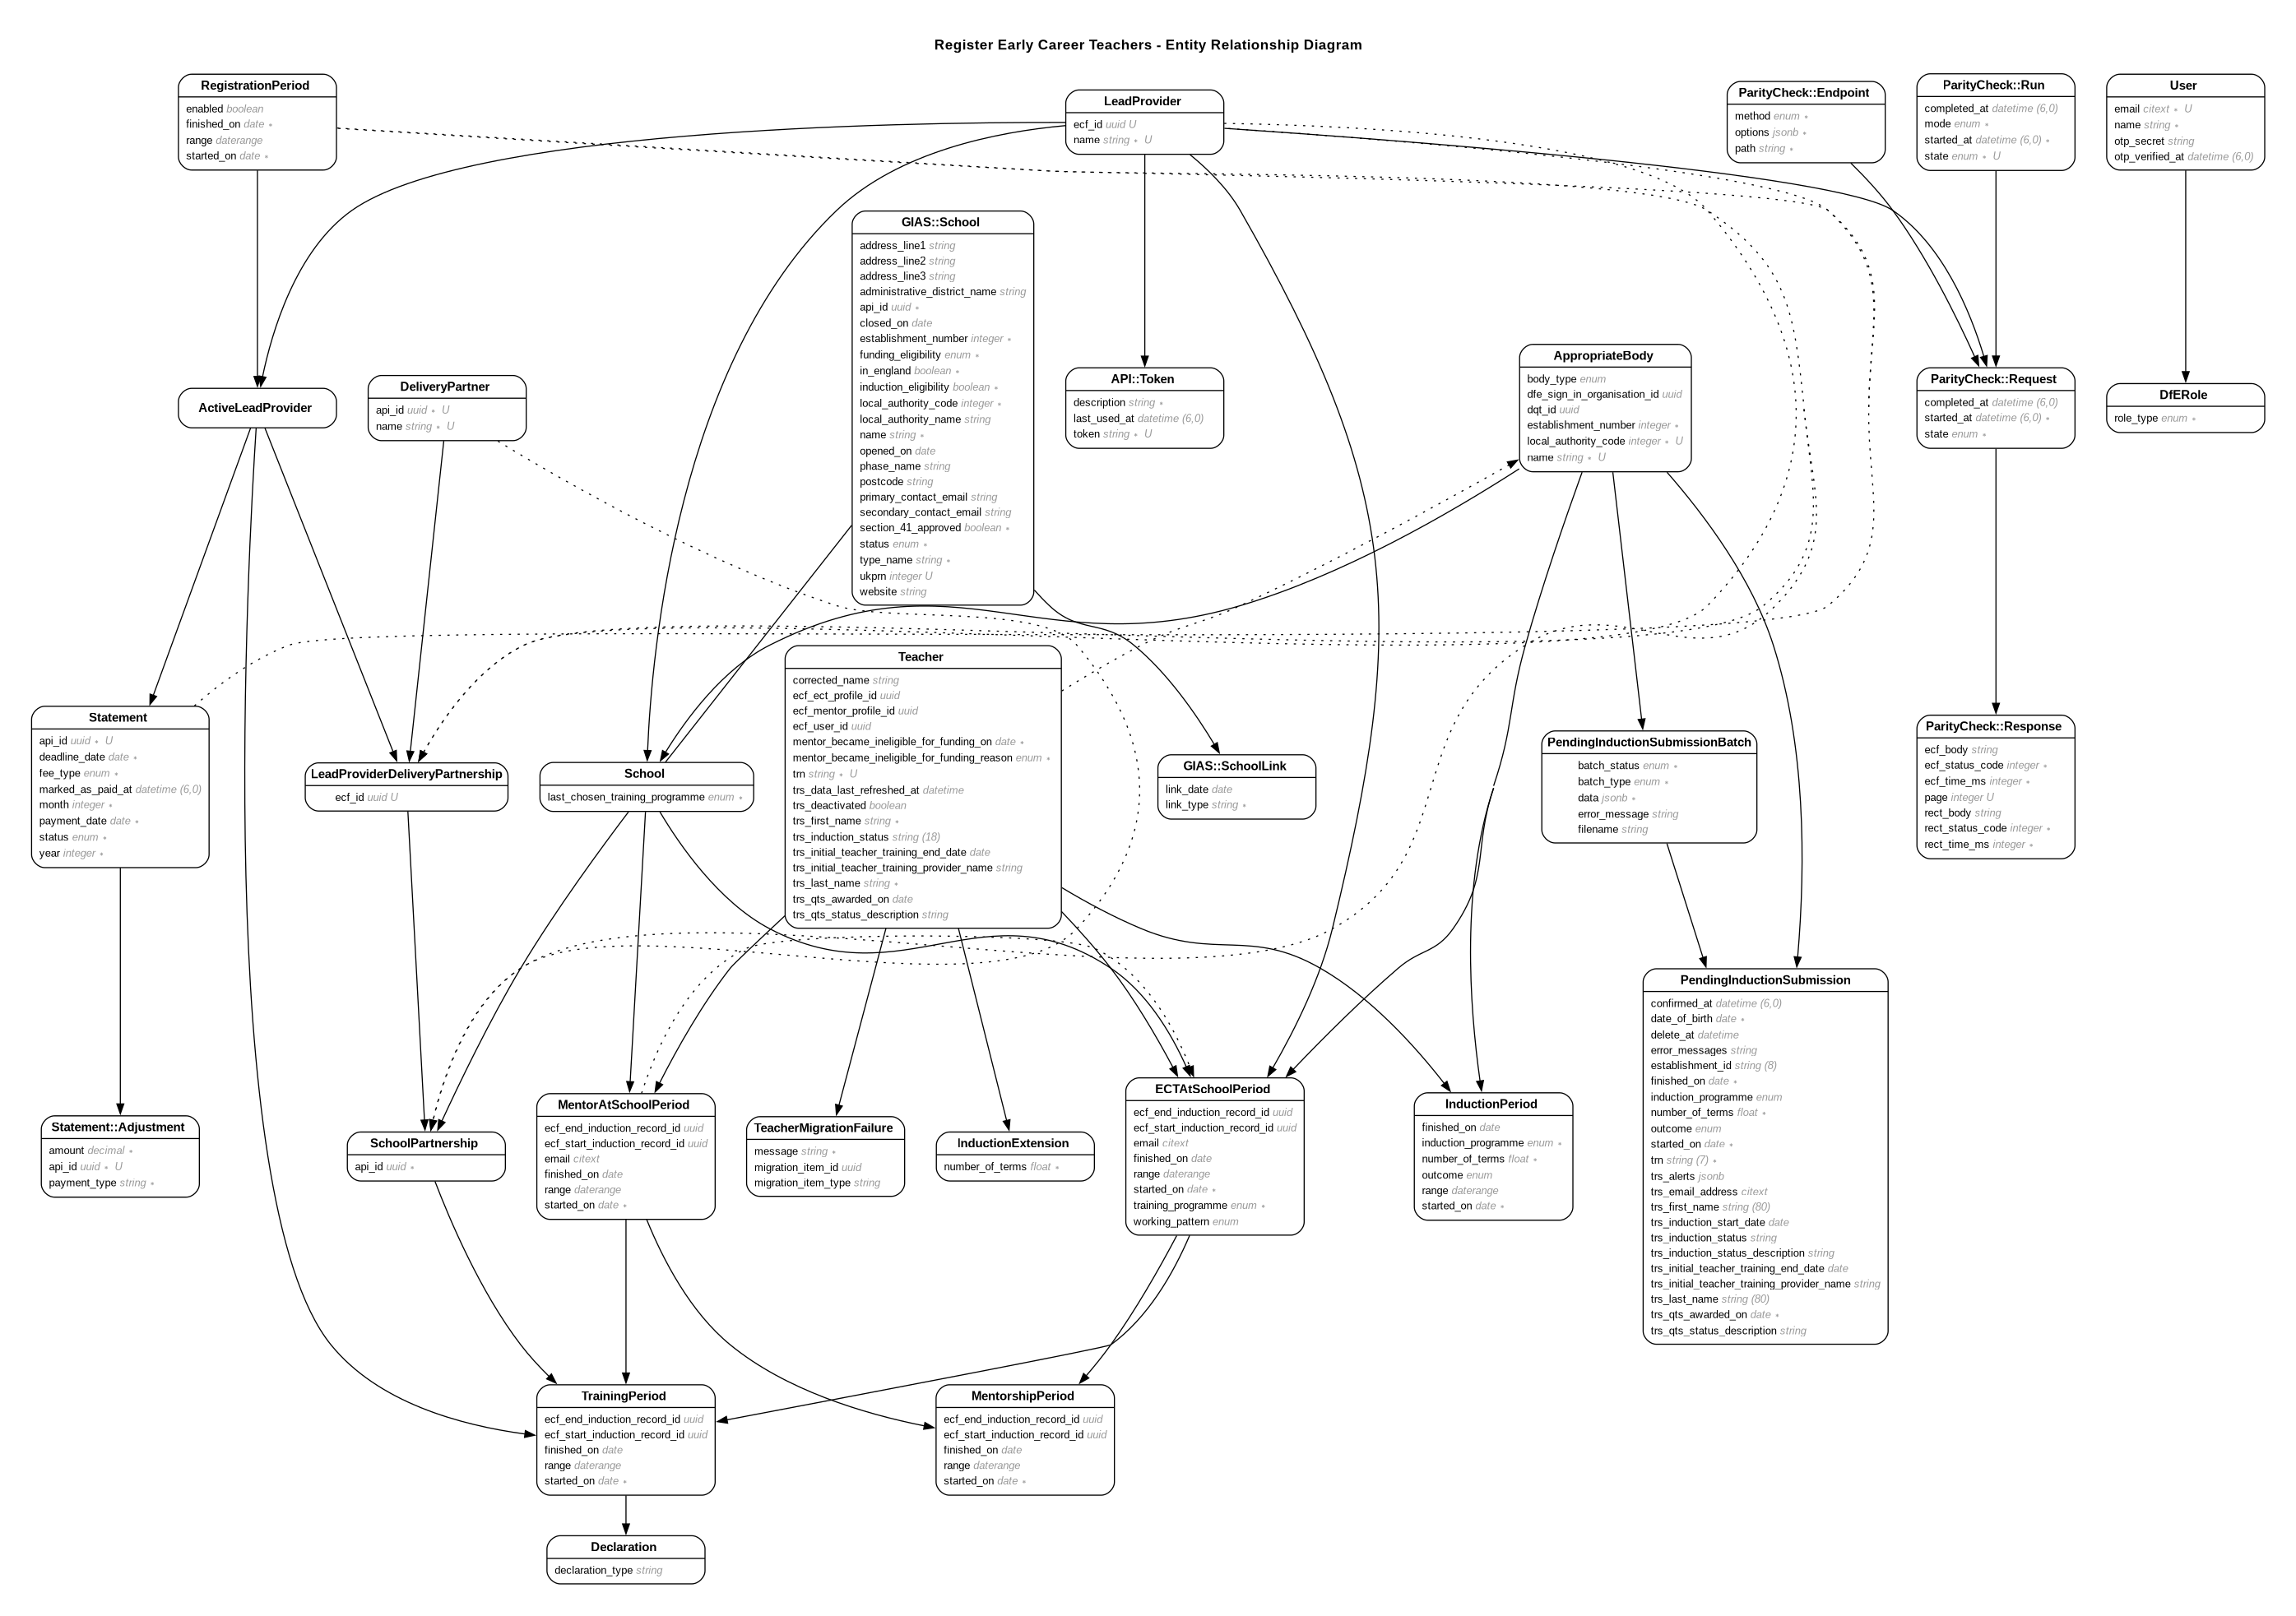 Register Early Career Teachers - Entity Relationship Diagram
RegistrationPeriod
enabled boolean
finished_on date ∗
range daterange
started_on date ∗
LeadProvider
ecf_id uuid U
name string ∗ U
ParityCheck::Endpoint
method enum ∗
options jsonb ∗
path string ∗
ParityCheck::Run
completed_at datetime (6,0)
mode enum ∗
started_at datetime (6,0) ∗
state enum ∗ U
User
email citext ∗ U
name string ∗
otp_secret string
otp_verified_at datetime (6,0)
GIAS::School
address_line1 string
address_line2 string
address_line3 string
administrative_district_name string
api_id uuid ∗
closed_on date
establishment_number integer ∗
funding_eligibility enum ∗
in_england boolean ∗
induction_eligibility boolean ∗
local_authority_code integer ∗
local_authority_name string
name string ∗
opened_on date
phase_name string
postcode string
primary_contact_email string
secondary_contact_email string
section_41_approved boolean ∗
status enum ∗
type_name string ∗
ukprn integer U
website string
ActiveLeadProvider
DeliveryPartner
api_id uuid ∗ U
name string ∗ U
API::Token
description string ∗
last_used_at datetime (6,0)
token string ∗ U
AppropriateBody
body_type enum
dfe_sign_in_organisation_id uuid
dqt_id uuid
establishment_number integer ∗
local_authority_code integer ∗ U
name string ∗ U
ParityCheck::Request
completed_at datetime (6,0)
started_at datetime (6,0) ∗
state enum ∗
DfERole
role_type enum ∗
Teacher
corrected_name string
ecf_ect_profile_id uuid
ecf_mentor_profile_id uuid
ecf_user_id uuid
mentor_became_ineligible_for_funding_on date ∗
mentor_became_ineligible_for_funding_reason enum ∗
trn string ∗ U
trs_data_last_refreshed_at datetime
trs_deactivated boolean
trs_first_name string ∗
trs_induction_status string (18)
trs_initial_teacher_training_end_date date
trs_initial_teacher_training_provider_name string
trs_last_name string ∗
trs_qts_awarded_on date
trs_qts_status_description string
Statement
api_id uuid ∗ U
deadline_date date ∗
fee_type enum ∗
marked_as_paid_at datetime (6,0)
month integer ∗
payment_date date ∗
status enum ∗
year integer ∗
LeadProviderDeliveryPartnership
ecf_id uuid U
School
last_chosen_training_programme enum ∗
GIAS::SchoolLink
link_date date
link_type string ∗
PendingInductionSubmissionBatch
batch_status enum ∗
batch_type enum ∗
data jsonb ∗
error_message string
filename string
ParityCheck::Response
ecf_body string
ecf_status_code integer ∗
ecf_time_ms integer ∗
page integer U
rect_body string
rect_status_code integer ∗
rect_time_ms integer ∗
PendingInductionSubmission
confirmed_at datetime (6,0)
date_of_birth date ∗
delete_at datetime
error_messages string
establishment_id string (8)
finished_on date ∗
induction_programme enum
number_of_terms float ∗
outcome enum
started_on date ∗
trn string (7) ∗
trs_alerts jsonb
trs_email_address citext
trs_first_name string (80)
trs_induction_start_date date
trs_induction_status string
trs_induction_status_description string
trs_initial_teacher_training_end_date date
trs_initial_teacher_training_provider_name string
trs_last_name string (80)
trs_qts_awarded_on date ∗
trs_qts_status_description string
Statement::Adjustment
amount decimal ∗
api_id uuid ∗ U
payment_type string ∗
SchoolPartnership
api_id uuid ∗
MentorAtSchoolPeriod
ecf_end_induction_record_id uuid
ecf_start_induction_record_id uuid
email citext
finished_on date
range daterange
started_on date ∗
TeacherMigrationFailure
message string ∗
migration_item_id uuid
migration_item_type string
InductionExtension
number_of_terms float ∗
ECTAtSchoolPeriod
ecf_end_induction_record_id uuid
ecf_start_induction_record_id uuid
email citext
finished_on date
range daterange
started_on date ∗
training_programme enum ∗
working_pattern enum
InductionPeriod
finished_on date
induction_programme enum ∗
number_of_terms float ∗
outcome enum
range daterange
started_on date ∗
TrainingPeriod
ecf_end_induction_record_id uuid
ecf_start_induction_record_id uuid
finished_on date
range daterange
started_on date ∗
MentorshipPeriod
ecf_end_induction_record_id uuid
ecf_start_induction_record_id uuid
finished_on date
range daterange
started_on date ∗
Declaration
declaration_type string